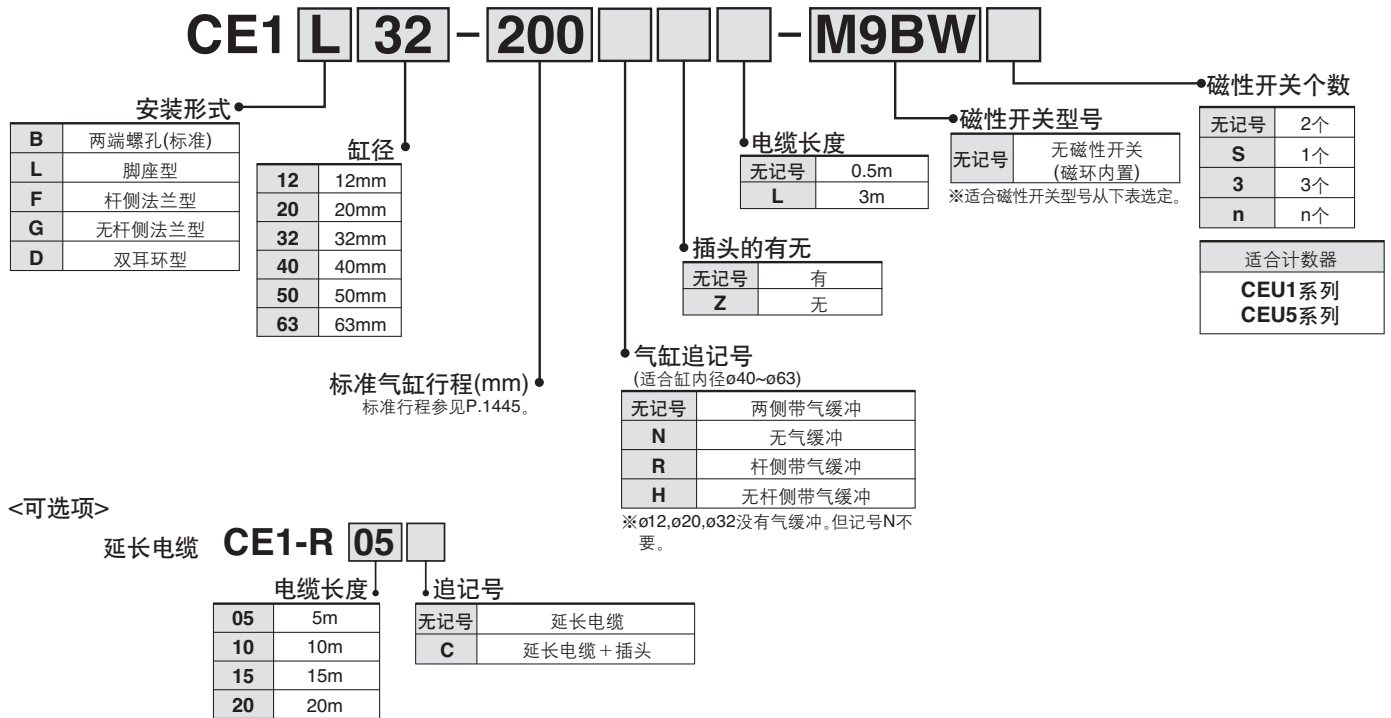 CE1 L 32 - 200 - M9BW
安装形式
B 两端螺孔(标准)
L 脚座型
F 杆侧法兰型
G 无杆侧法兰型
D 双耳环型
缸径
12 12mm
20 20mm
32 32mm
40 40mm
50 50mm
63 63mm
标准气缸行程(mm)
标准行程参见P.1445。
气缸追记号
(适合缸内径ø40~ø63)
无记号 两侧带气缓冲
N 无气缓冲
R 杆侧带气缓冲
H 无杆侧带气缓冲
※ø12,ø20,ø32没有气缓冲。但记号N不
要。
插头的有无
无记号 有
Z 无
电缆长度
无记号 0.5m
L 3m
磁性开关型号
无记号 无磁性开关
(磁环内置)
※适合磁性开关型号从下表选定。
磁性开关个数
无记号 2个
S 1个
3 3个
n n个
适合计数器
CEU1系列
CEU5系列
<可选项>
延长电缆 CE1-R 05
电缆长度
05 5m
10 10m
15 15m
20 20m
追记号
无记号 延长电缆
C 延长电缆+插头